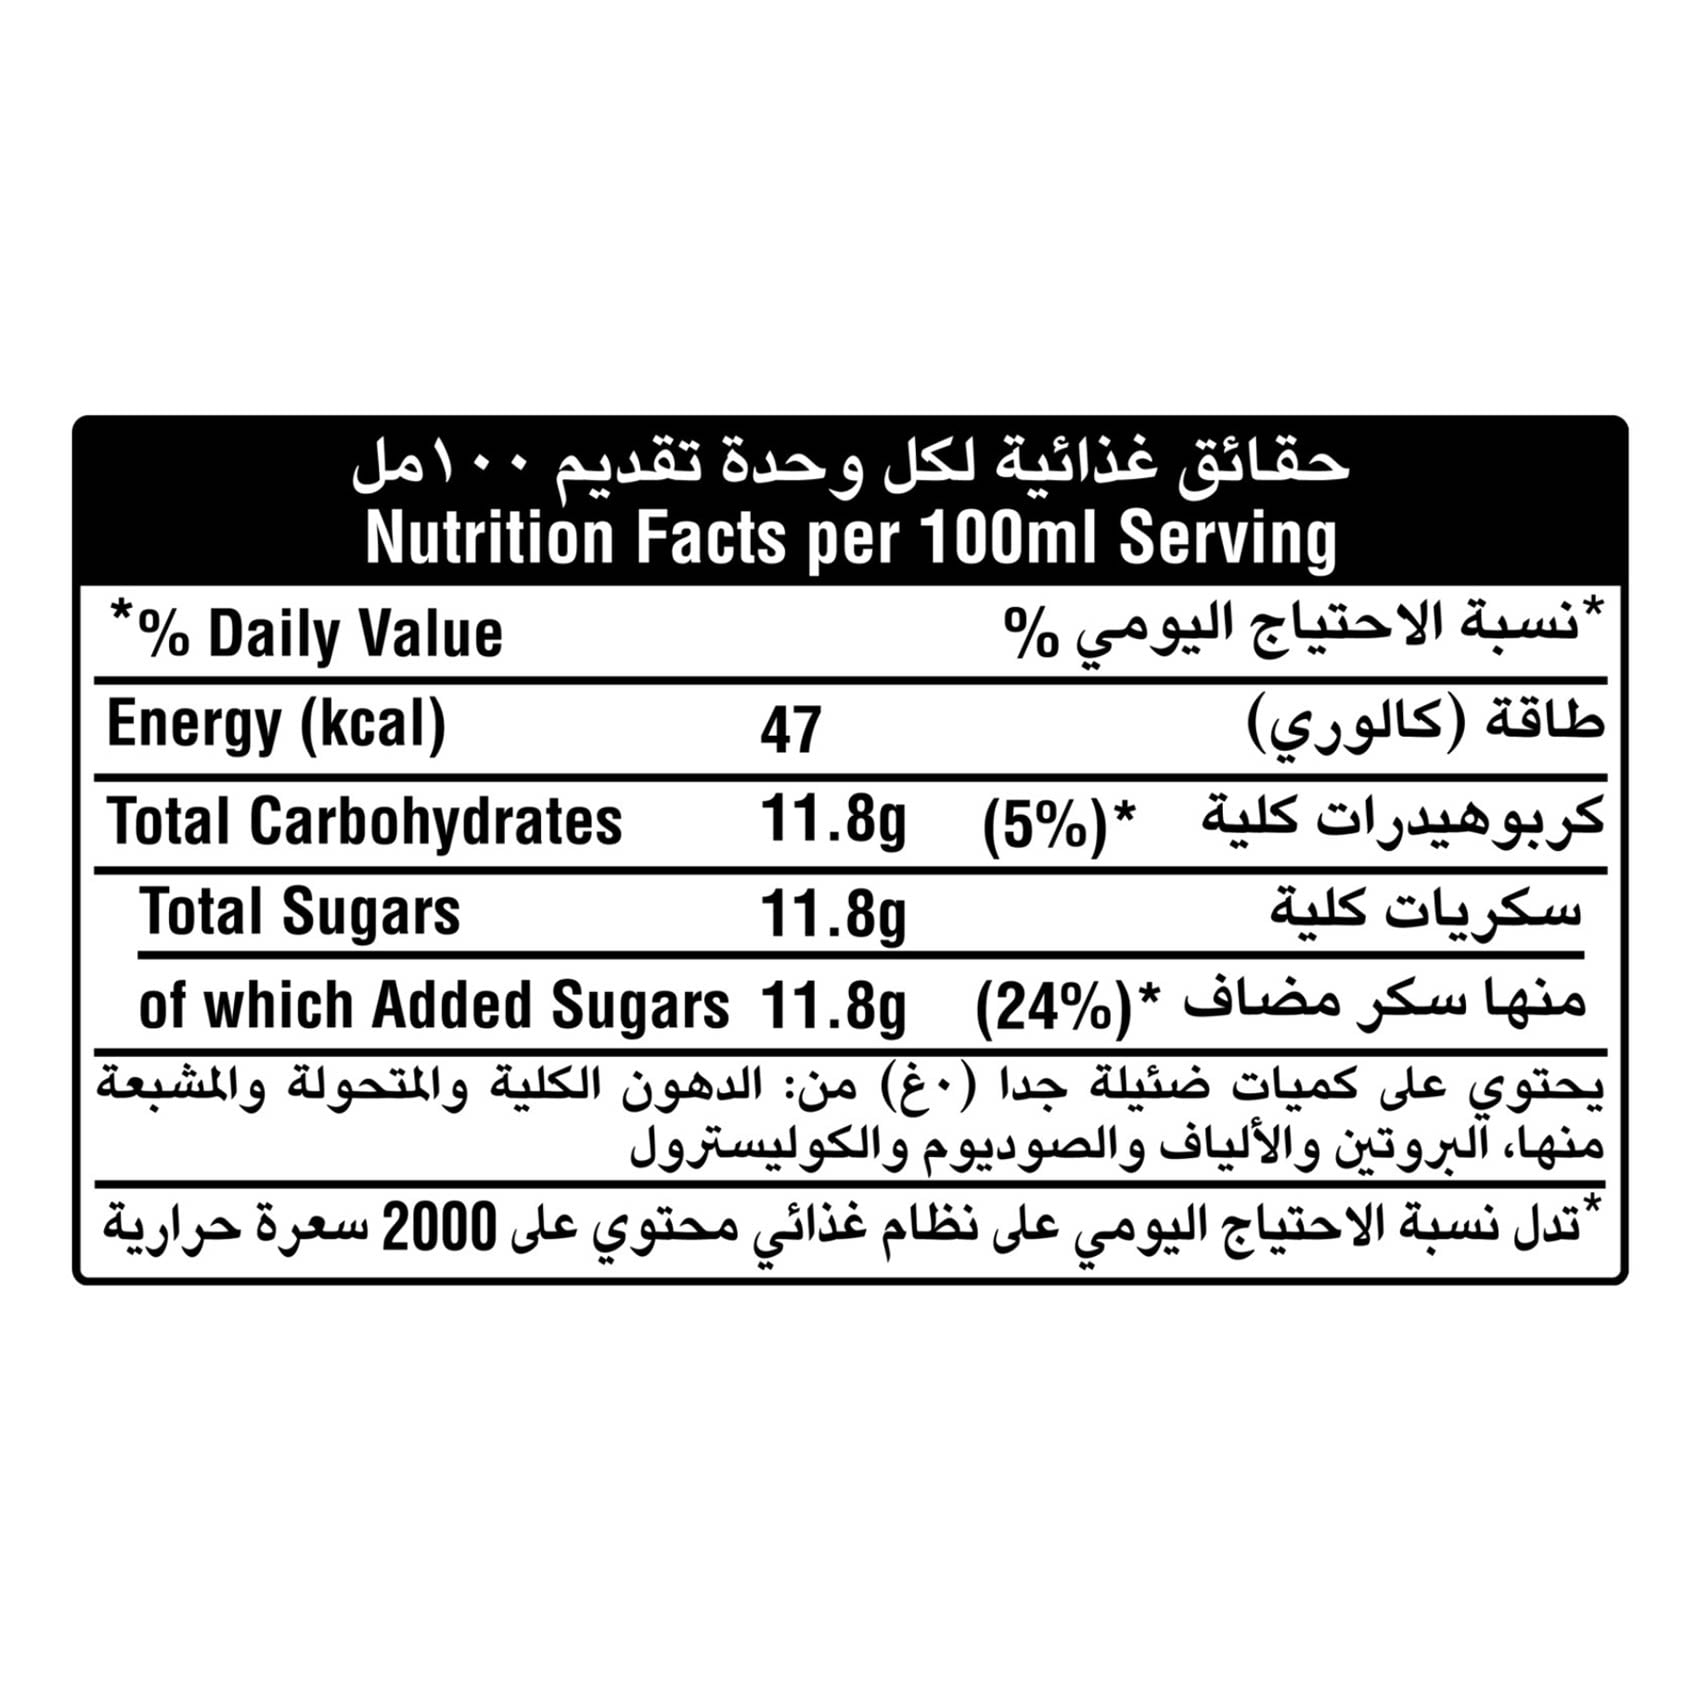 حقائق غذائية لكل وحدة تقديم ١٠٠مل
Nutrition Facts per 100ml Serving
*% Daily Value % نسبة الاحتياج اليومي*
Energy (kcal) 47 طاقة (كالوري)
Total Carbohydrates 11.8g (5%)* كربوهيدرات كلية
Total Sugars 11.8g سكريات كلية
of which Added Sugars 11.8g (24%)* منها سكر مضاف
يحتوي على كميات ضئيلة جدا (٠غ) من: الدهون الكلية والمتحولة والمشبعة
منها، البروتين والألياف والصوديوم والكوليسترول
*تدل نسبة الاحتياج اليومي على نظام غذائي محتوي على 2000 سعرة حرارية